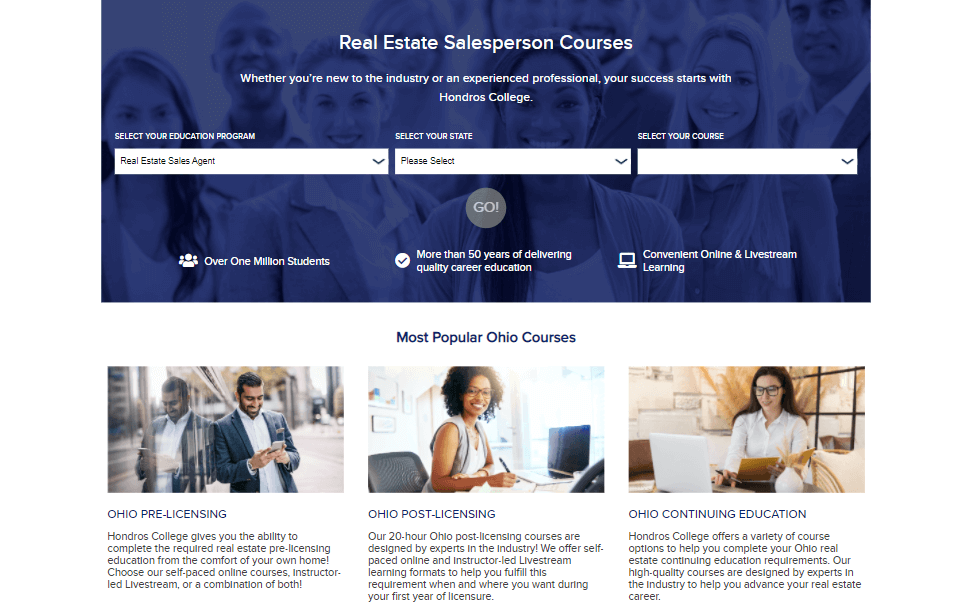 Real Estate Salesperson Courses
Whether you're new to the industry or an experienced professional, your success starts with
Hondros College.
SELECT YOUR EDUCATION PROGRAM
SELECT YOUR STATE
SELECT YOUR COURSE
Real Estate Sales Agent
Please Select
GO!
Over One Million Students
More than 50 years of delivering
quality career education
Convenient Online & Livestream
Learning
Most Popular Ohio Courses
OHIO PRE-LICENSING
Hondros College gives you the ability to
complete the required real estate pre-licensing
education from the comfort of your own home!
Choose our self-paced online courses, instructor-
led Livestream, or a combination of both!
OHIO POST-LICENSING
Our 20-hour Ohio post-licensing courses are
designed by experts in the industry! We offer self-
paced online and instructor-led Livestream
learning formats to help you fulfill this
requirement when and where you want during
your first year of licensure.
OHIO CONTINUING EDUCATION
Hondros College offers a variety of course
options to help you complete your Ohio real
estate continuing education requirements. Our
high-quality courses are designed by experts in
the industry to help you advance your real estate
career.